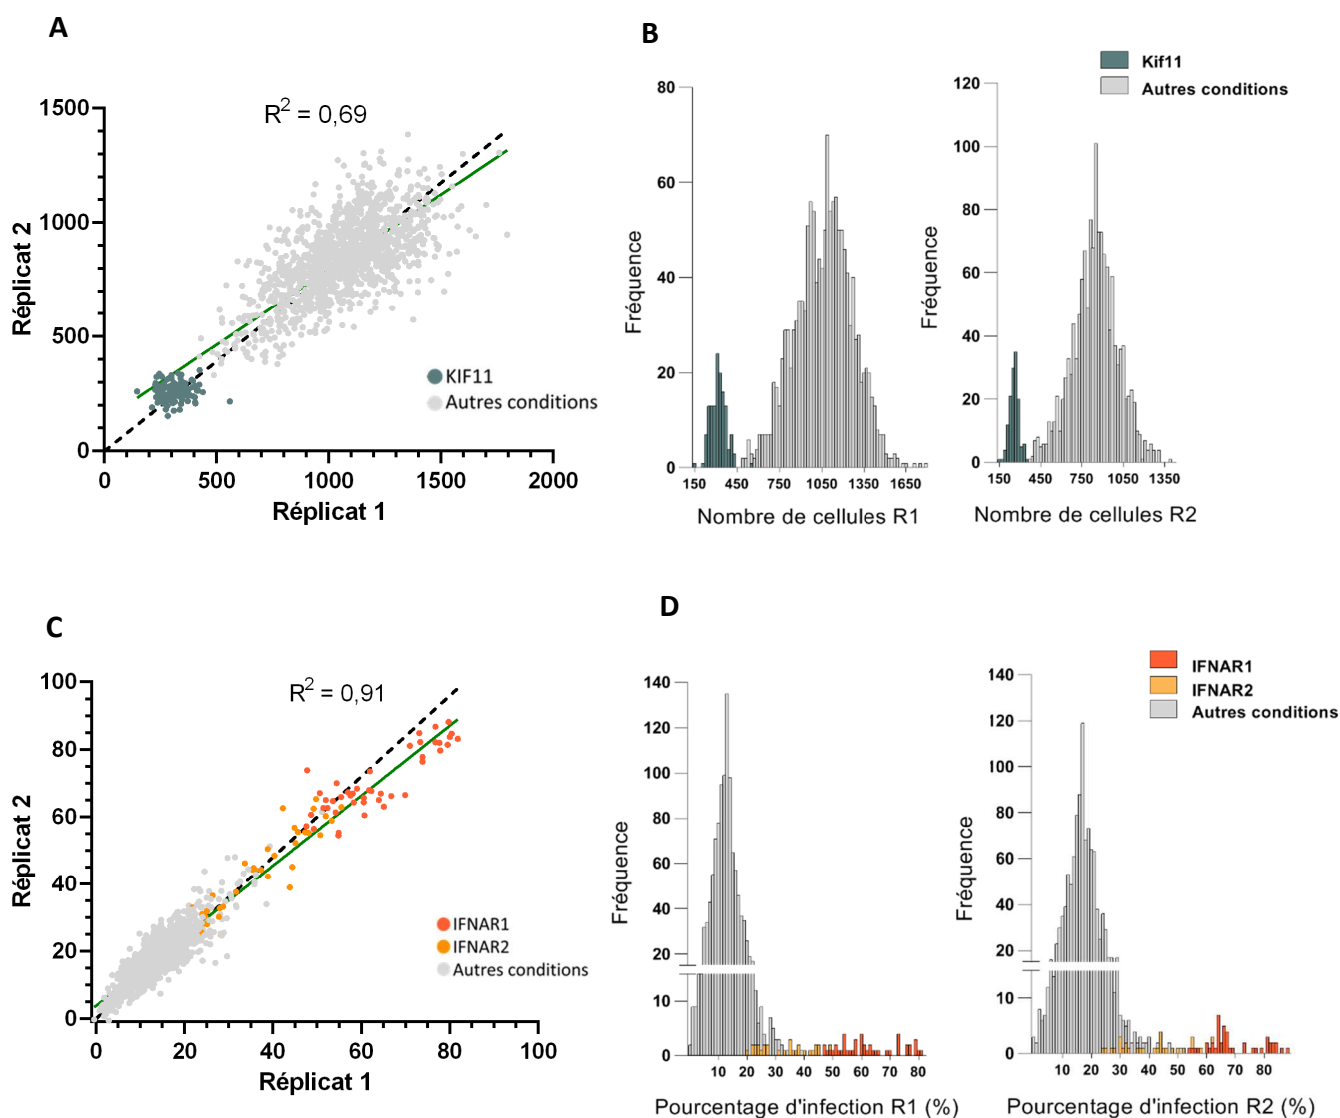 A
R2 = 0,69
Réplicat 2
1500
1000
500
0
KIF11
Autres conditions
0 500 1000 1500 2000
Réplicat 1
B
Kif11
Autres conditions
Fréquence
80
60
40
20
0
150 450 750 1050 1350 1650
Nombre de cellules R1
Fréquence
120
100
80
60
40
20
0
150 450 750 1050 1350
Nombre de cellules R2
C
R2 = 0,91
Réplicat 2
100
80
60
40
20
0
IFNAR1
IFNAR2
Autres conditions
0 20 40 60 80 100
Réplicat 1
D
IFNAR1
IFNAR2
Autres conditions
Fréquence
140
120
100
80
60
40
20
10
0
10 20 30 40 50 60 70 80
Pourcentage d'infection R1 (%)
Fréquence
140
120
100
80
60
40
20
10
0
10 20 30 40 50 60 70 80
Pourcentage d'infection R2 (%)